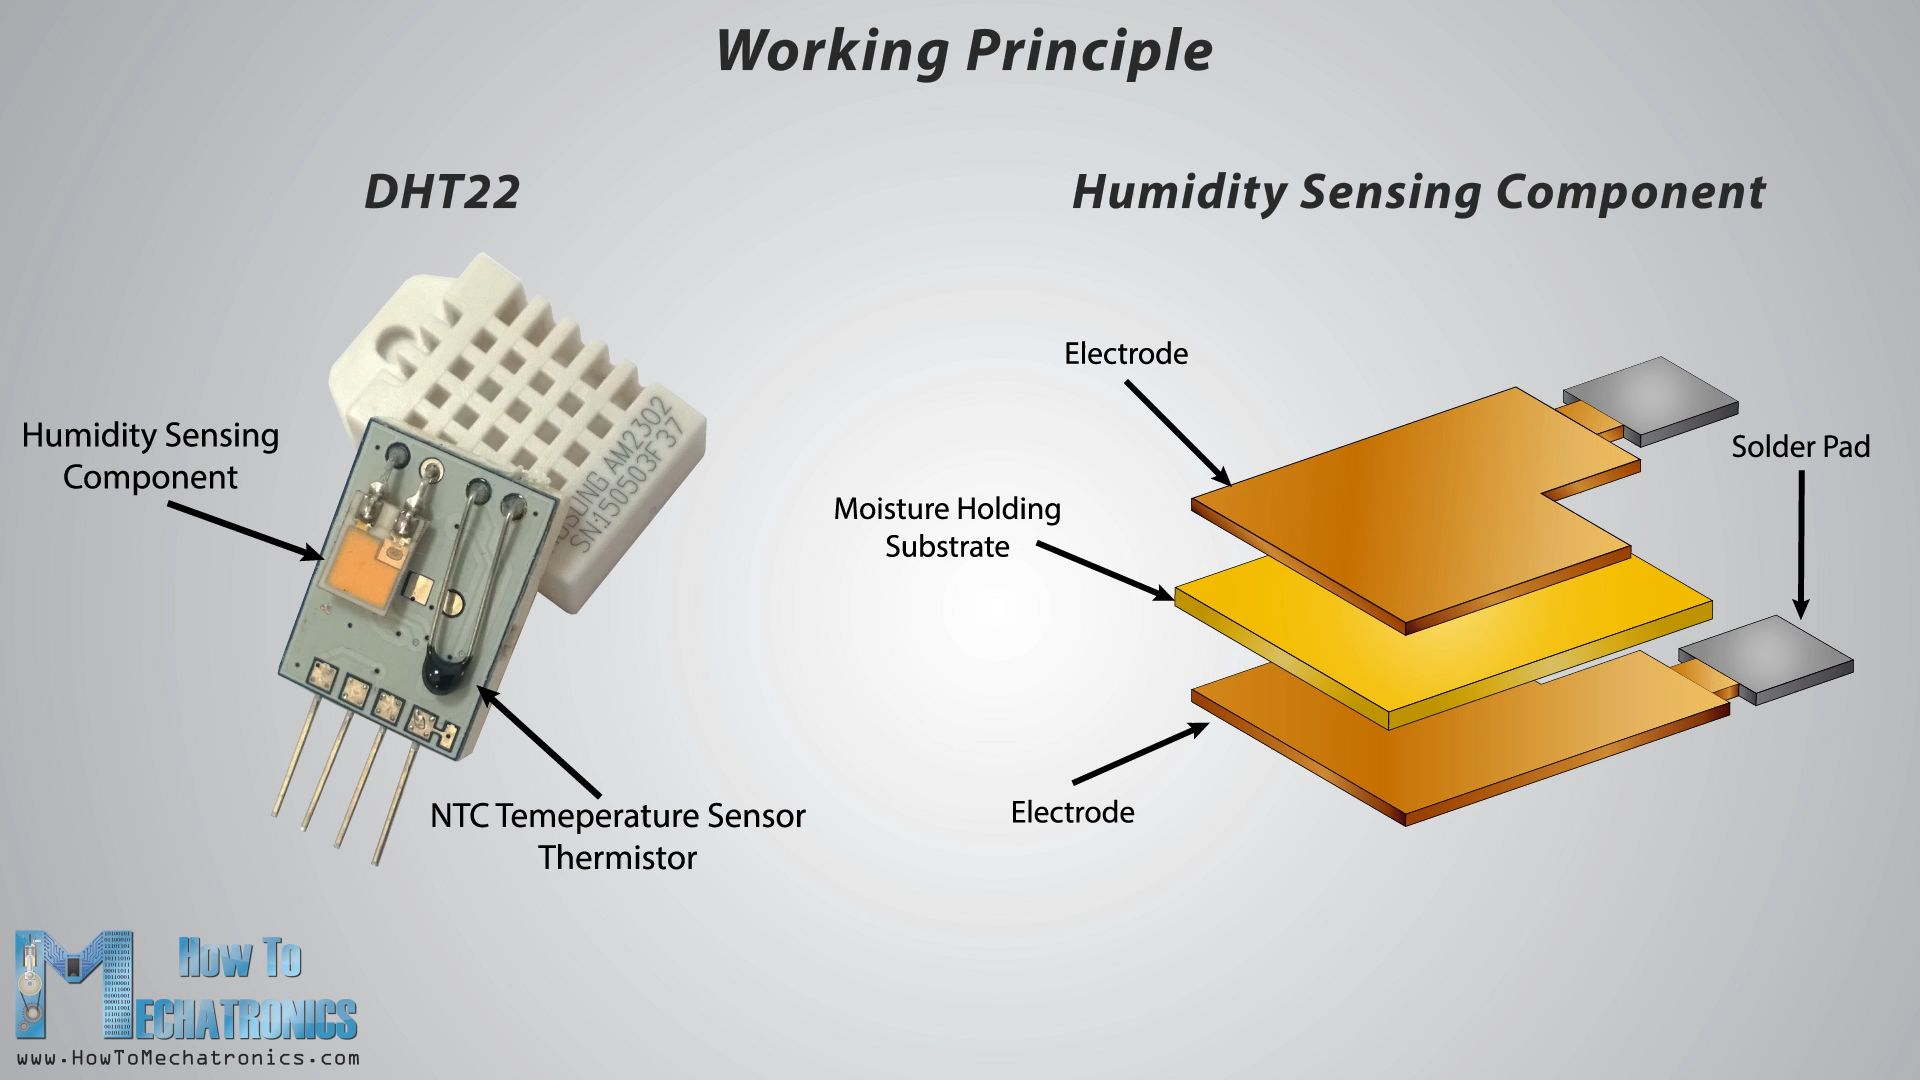 Working Principle
DHT22
Humidity Sensing Component
Humidity Sensing
Component
AOSONG AM2302
SN:150503F37
NTC Temeperature Sensor
Thermistor
Electrode
Solder Pad
Moisture Holding
Substrate
Electrode
How To
MECHATRONICS
www.HowToMechatronics.com